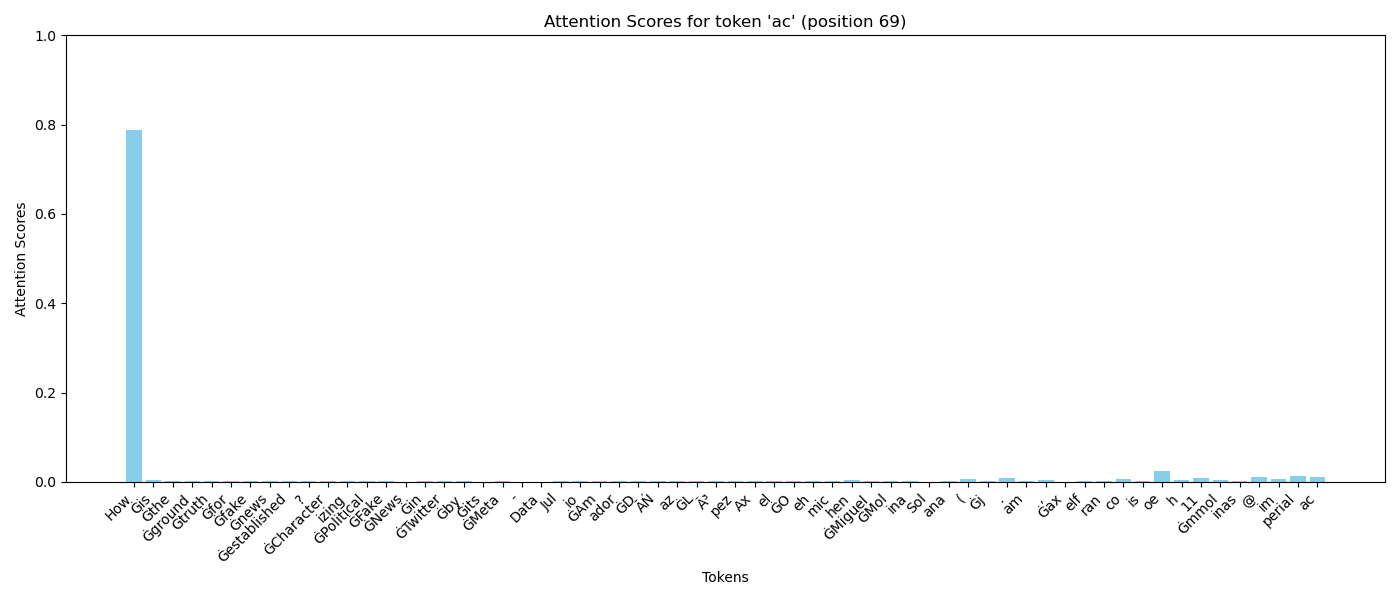 Attention Scores for token 'ac' (position 69)
1.0
0.8
0.6
0.4
0.2
0.0
Attention Scores
How
Ġis
Ġthe
Ġground
Ġtruth
Ġfor
Ġfake
Ġnews
Ġestablished
?
ĠCharacter
izing
ĠPolitical
ĠFake
ĠNews
Ġin
ĠTwitter
Ġby
Ġits
ĠMeta
-
Data
Jul
io
ĠAm
ador
ĠD
ÃŃ
az
ĠL
Ã³
pez
Ax
el
ĠO
eh
mic
hen
ĠMiguel
ĠMol
ina
Sol
ana
(
Ġj
.
am
,
Ġax
elf
ran
co
is
oe
h
11
Ġmmol
inas
@
im
perial
ac
Tokens